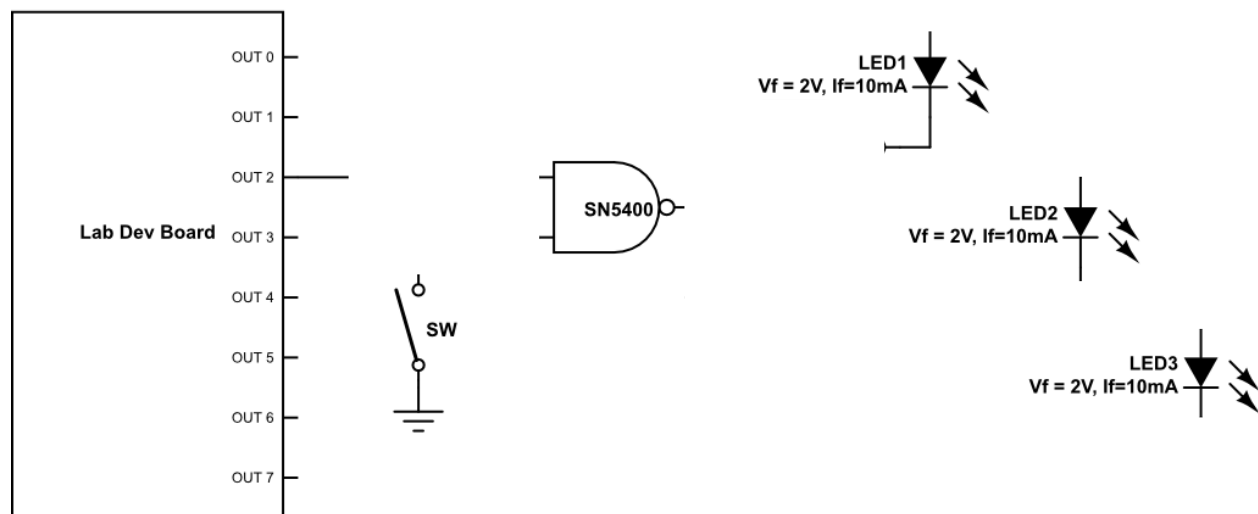 OUT 0
OUT 1
OUT 2
Lab Dev Board
OUT 3
OUT 4
OUT 5
OUT 6
OUT 7
SW
SN5400
LED1
Vf = 2V, If=10mA
LED2
Vf = 2V, If=10mA
LED3
Vf = 2V, If=10mA